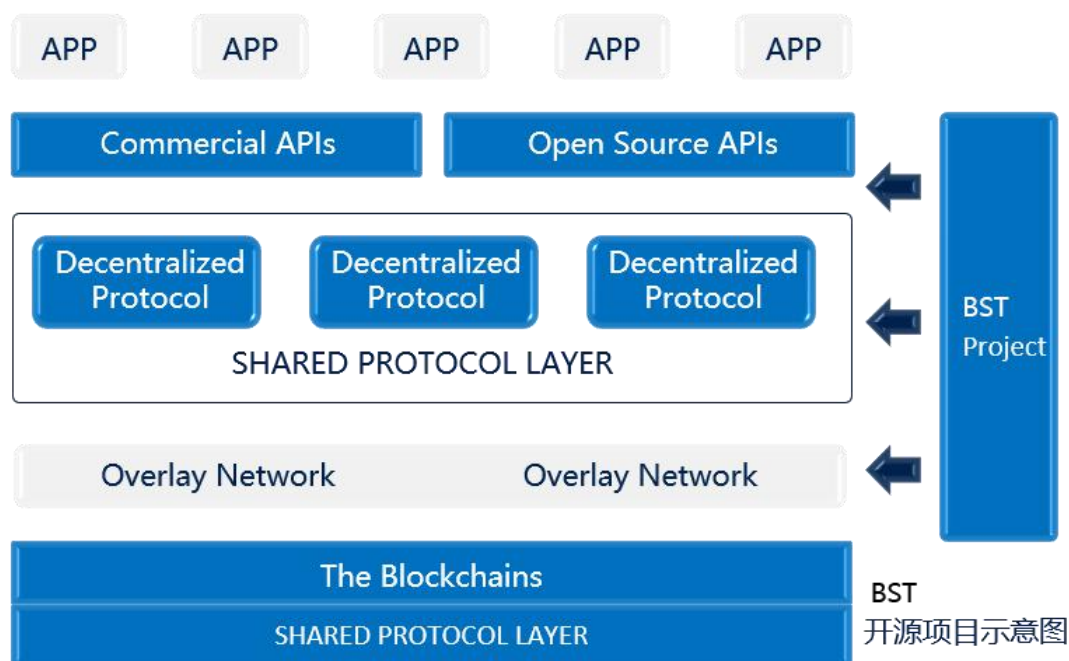 APP APP APP APP APP
Commercial APIs Open Source APIs
Decentralized Protocol
Decentralized Protocol
Decentralized Protocol
SHARED PROTOCOL LAYER
BST
Project
Overlay Network Overlay Network
The Blockchains
SHARED PROTOCOL LAYER
BST
开源项目示意图